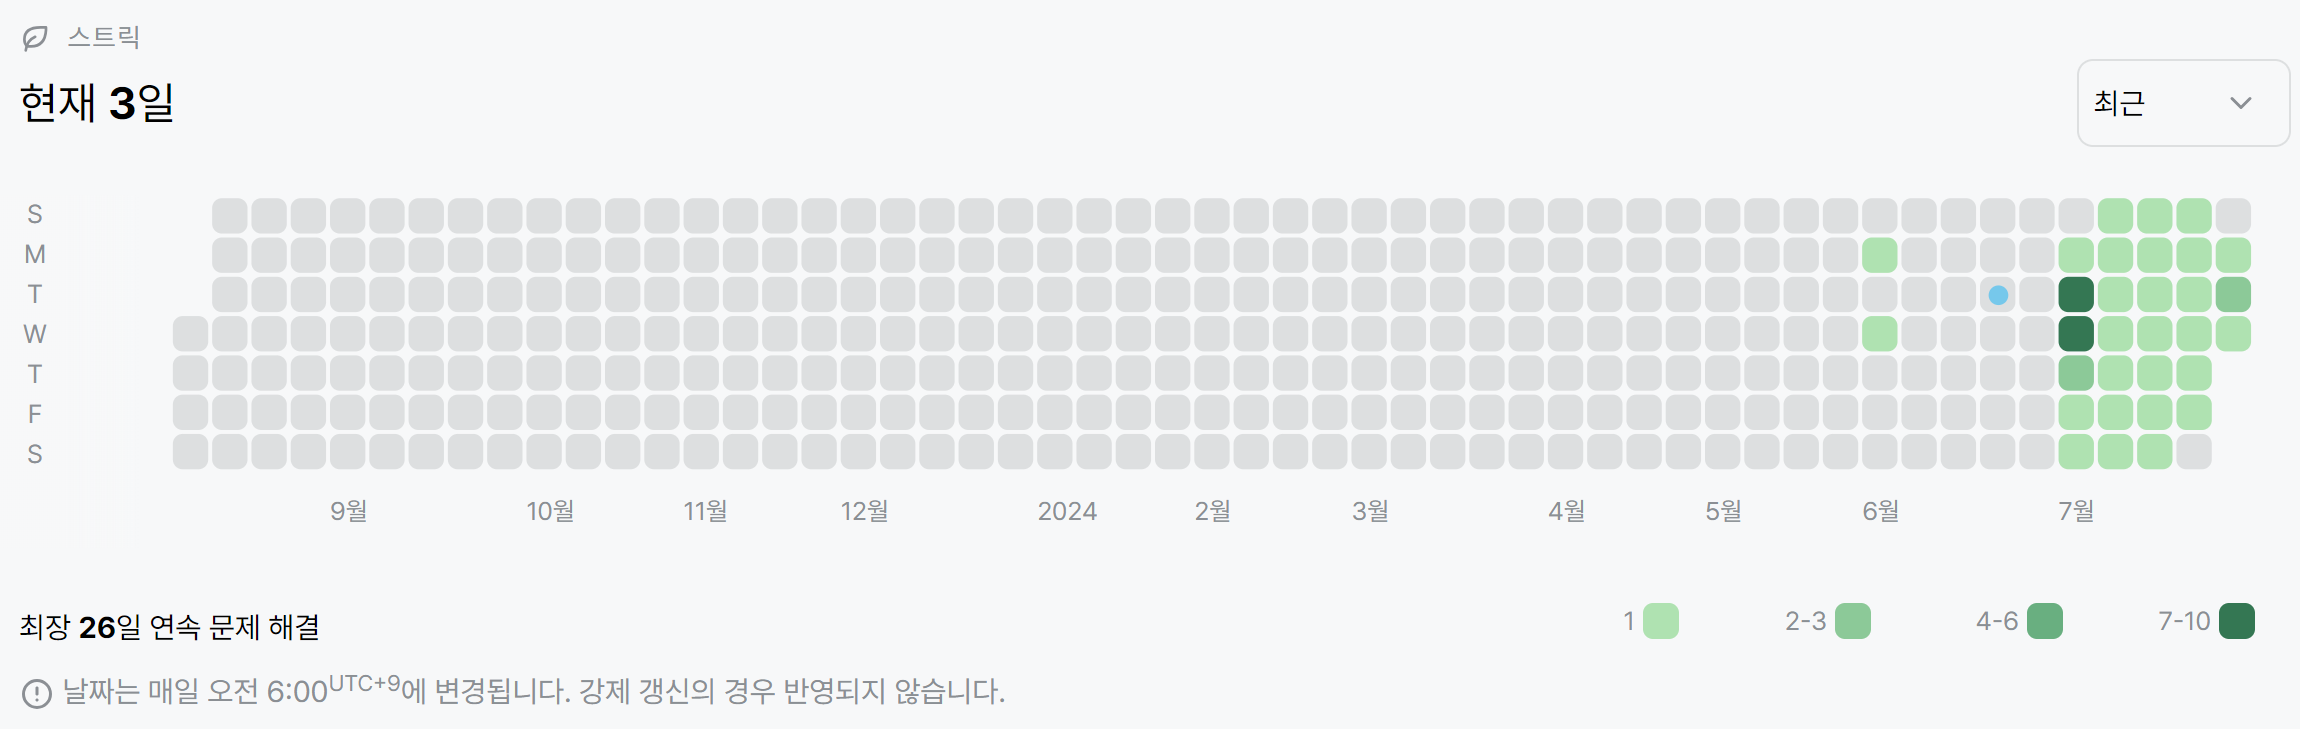 스트릭
현재 3일
최근
S
M
T
W
T
F
S
9월 10월 11월 12월 2024 2월 3월 4월 5월 6월 7월
최장 26일 연속 문제 해결
1 2-3 4-6 7-10
날짜는 매일 오전 6:00UTC+9에 변경됩니다. 강제 갱신의 경우 반영되지 않습니다.